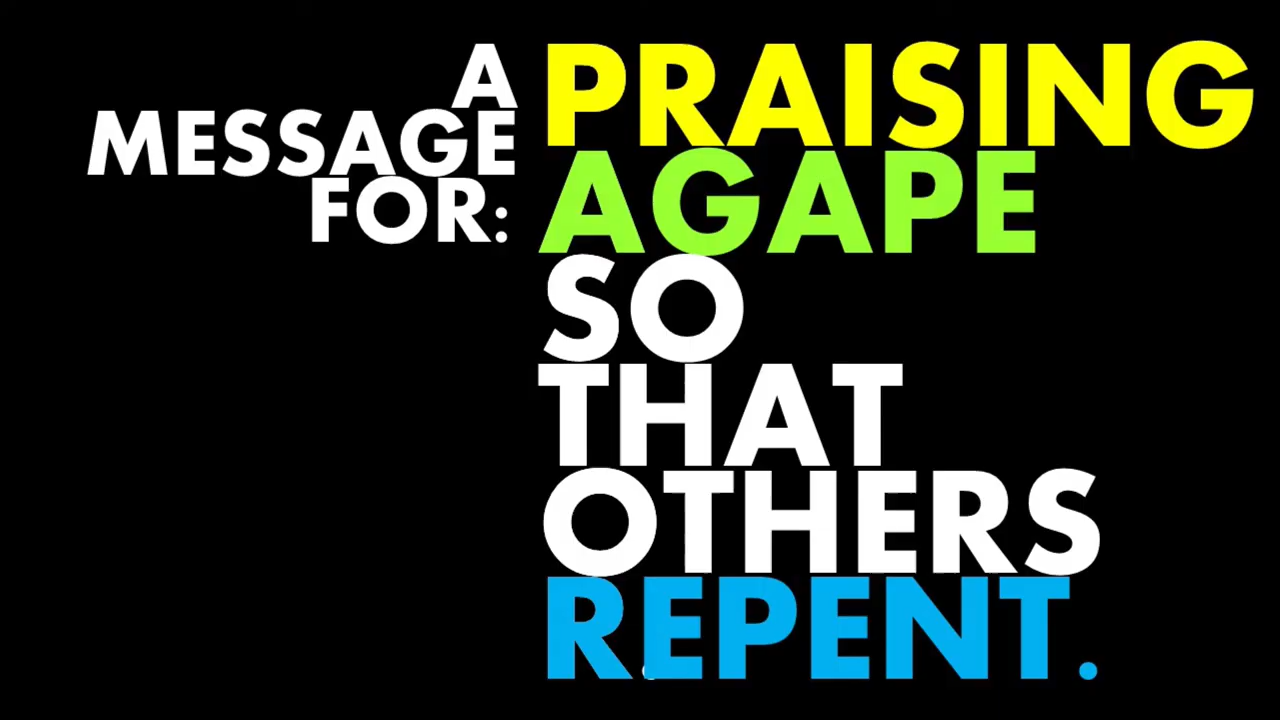 A
MESSAGE
FOR:
PRAISING
AGAPE
SO
THAT
OTHERS
REPENT.